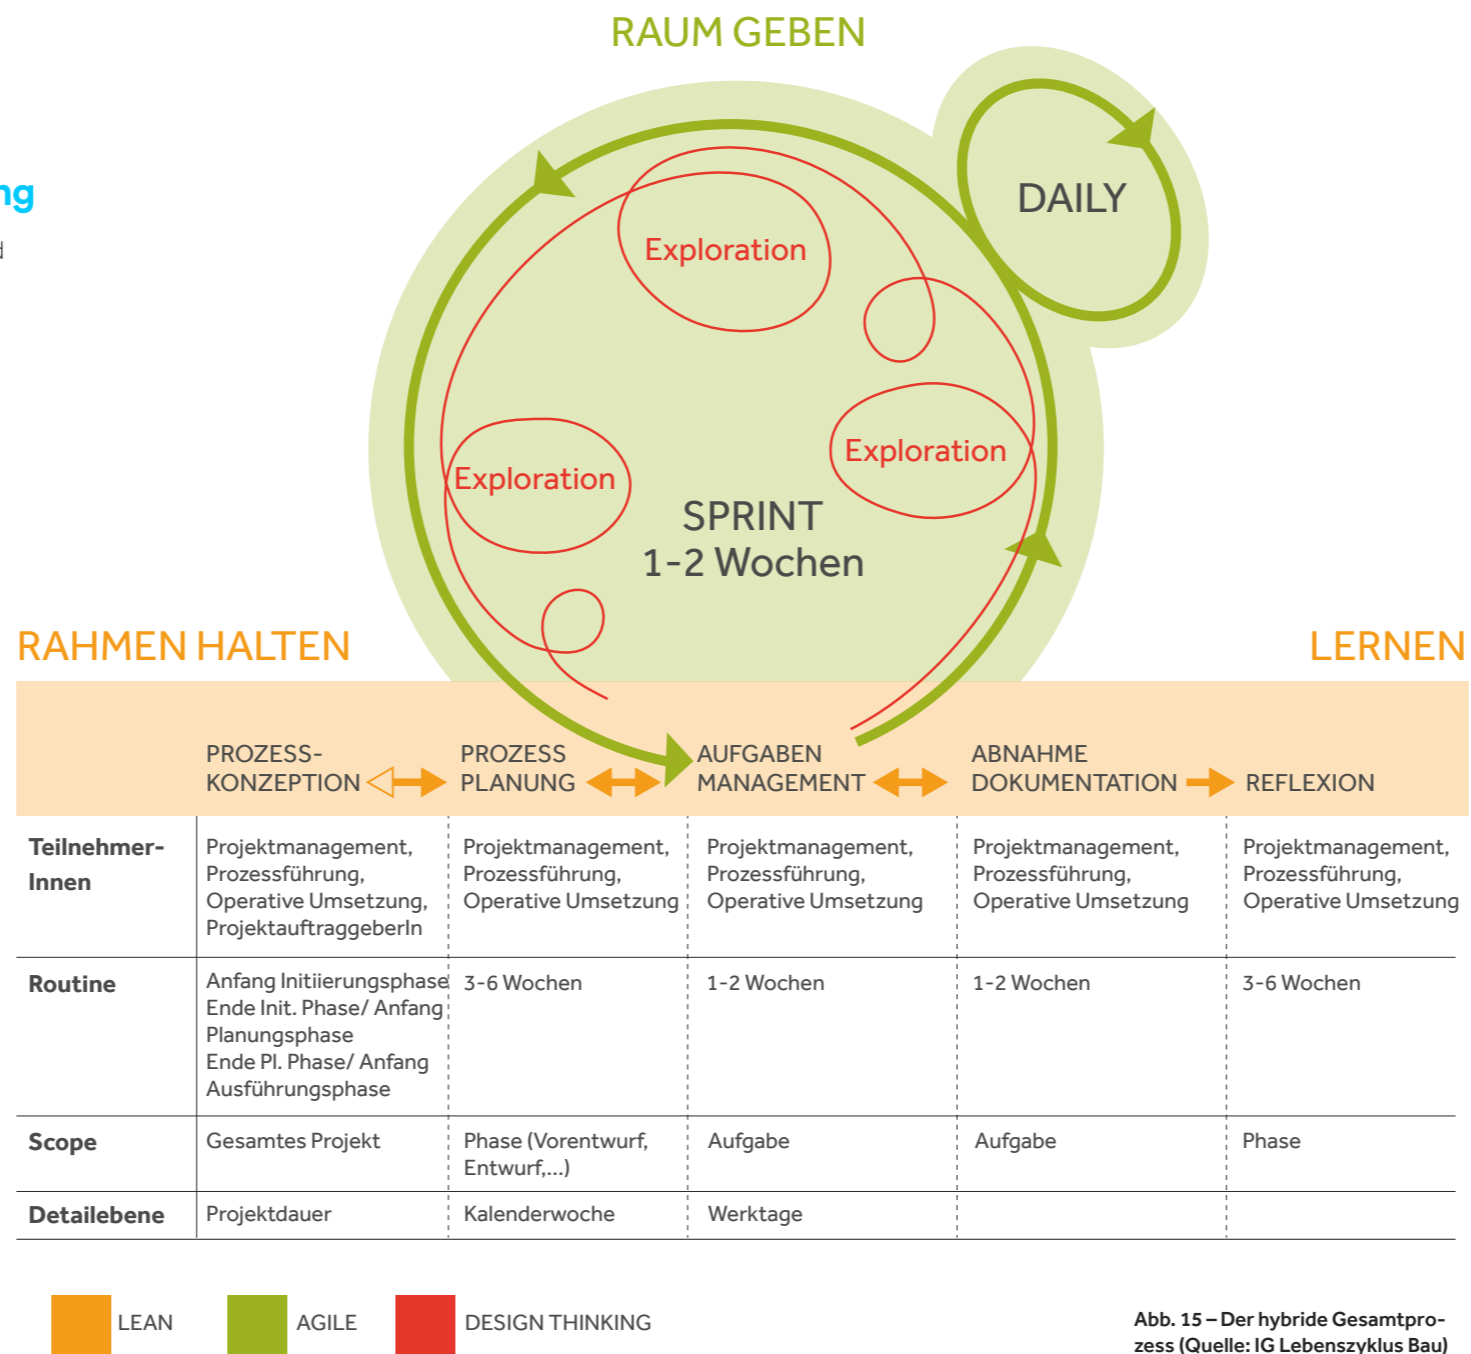 RAUM GEBEN
ng
d
DAILY
Exploration
Exploration
Exploration
SPRINT
1-2 Wochen
RAHMEN HALTEN
LERNEN
PROZESS-
KONZEPTION
PROZESS
PLANUNG
AUFGABEN
MANAGEMENT
ABNAHME
DOKUMENTATION
REFLEXION
Teilnehmer-
Innen
Projektmanagement,
Prozessführung,
Operative Umsetzung,
ProjektauftraggeberIn
Projektmanagement,
Prozessführung,
Operative Umsetzung
Projektmanagement,
Prozessführung,
Operative Umsetzung
Projektmanagement,
Prozessführung,
Operative Umsetzung
Projektmanagement,
Prozessführung,
Operative Umsetzung
Routine
Anfang Initiierungsphase
Ende Init. Phase/ Anfang
Planungsphase
Ende Pl. Phase/ Anfang
Ausführungsphase
3-6 Wochen
1-2 Wochen
1-2 Wochen
3-6 Wochen
Scope
Gesamtes Projekt
Phase (Vorentwurf,
Entwurf,...)
Aufgabe
Aufgabe
Phase
Detailebene
Projektdauer
Kalenderwoche
Werktage
LEAN
AGILE
DESIGN THINKING
Abb. 15 – Der hybride Gesamtpro-
zess (Quelle: IG Lebenszyklus Bau)